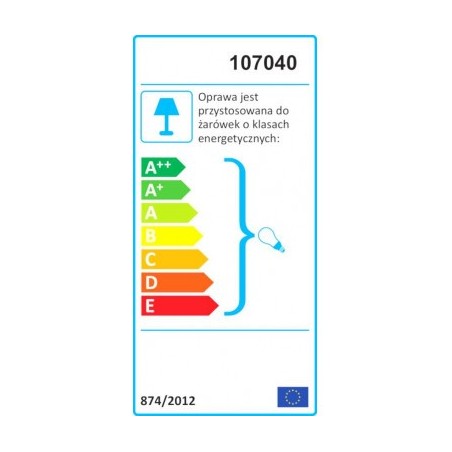 107040
Oprawa jest
przystosowana do
żarówek o klasach
energetycznych:
A++
A+
A
B
C
D
E
874/2012